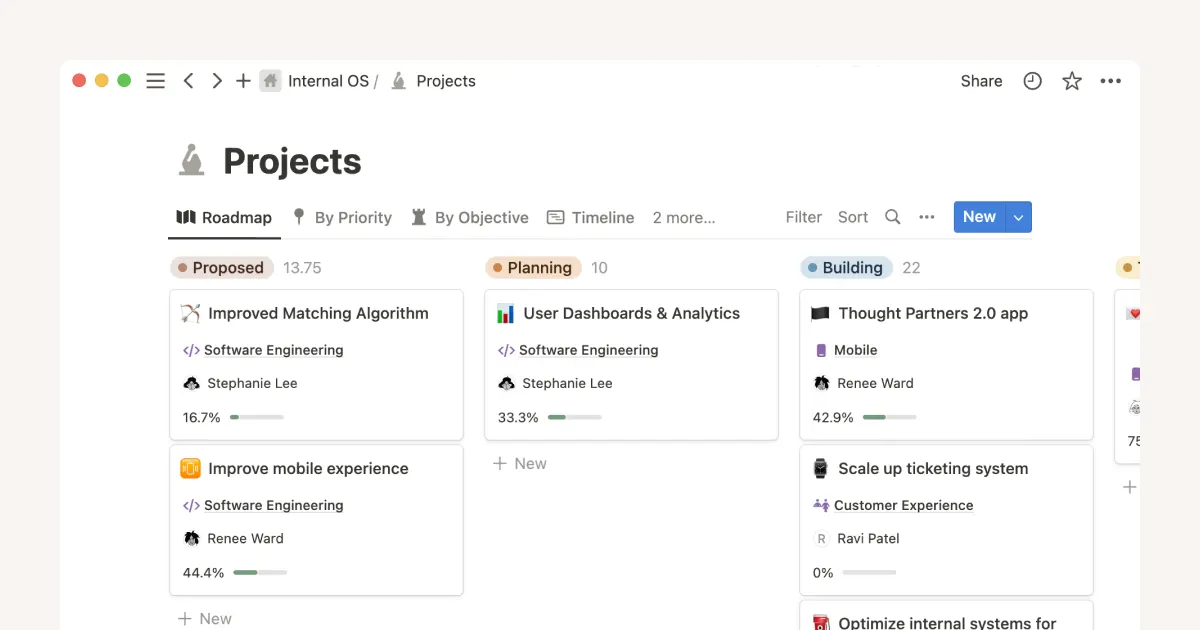 Internal OS / Projects
Share
Projects
Roadmap By Priority By Objective Timeline 2 more...
Filter Sort New
Proposed 13.75
Improved Matching Algorithm
</> Software Engineering
Stephanie Lee
16.7%
Improve mobile experience
</> Software Engineering
Renee Ward
44.4%
+ New
Planning 10
User Dashboards & Analytics
</> Software Engineering
Stephanie Lee
33.3%
+ New
Building 22
Thought Partners 2.0 app
Mobile
Renee Ward
42.9%
Scale up ticketing system
Customer Experience
R Ravi Patel
0%
Optimize internal systems for
75